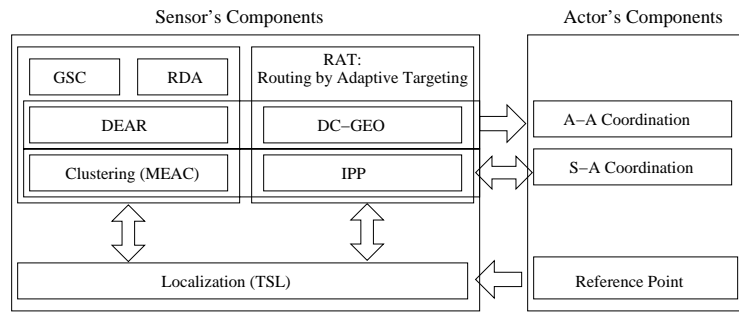 Sensor's Components
Actor's Components
GSC
RDA
RAT:
Routing by Adaptive Targeting
DEAR
DC−GEO
A−A Coordination
Clustering (MEAC)
IPP
S−A Coordination
Localization (TSL)
Reference Point